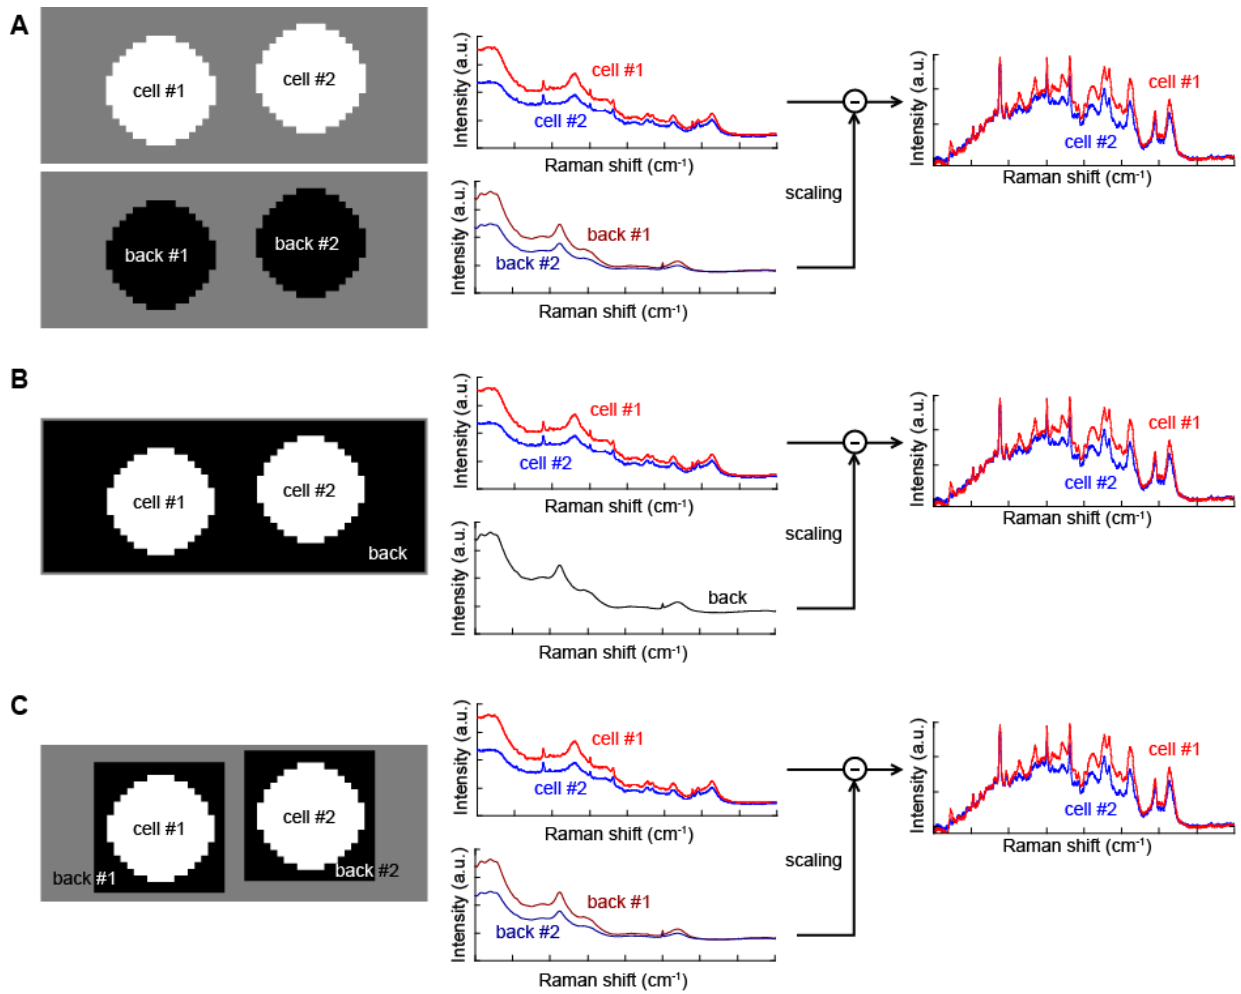 A
cell #1
cell #2
back #1
back #2
Intensity (a.u.)
cell #1
cell #2
Raman shift (cm-1)
Intensity (a.u.)
back #1
back #2
Raman shift (cm-1)
scaling
-
Intensity (a.u.)
cell #1
cell #2
Raman shift (cm-1)
B
cell #1
cell #2
back
Intensity (a.u.)
cell #1
cell #2
Raman shift (cm-1)
Intensity (a.u.)
back
Raman shift (cm-1)
scaling
-
Intensity (a.u.)
cell #1
cell #2
Raman shift (cm-1)
C
cell #1
cell #2
back #1
back #2
Intensity (a.u.)
cell #1
cell #2
Raman shift (cm-1)
Intensity (a.u.)
back #1
back #2
Raman shift (cm-1)
scaling
-
Intensity (a.u.)
cell #1
cell #2
Raman shift (cm-1)